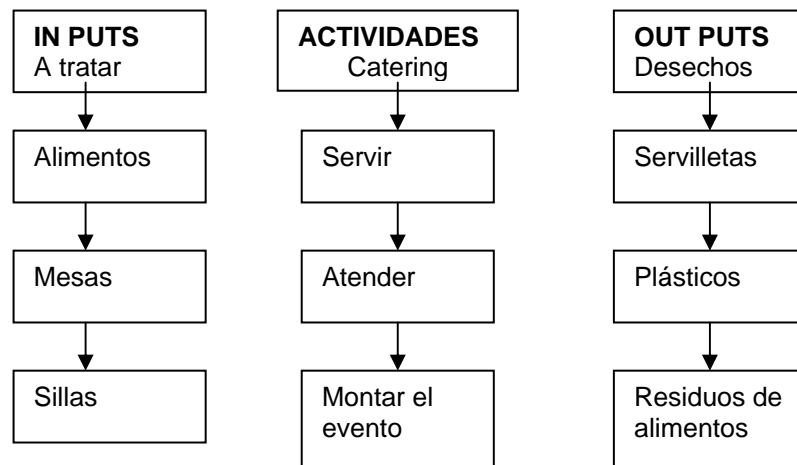 IN PUTS
A tratar
Alimentos
Mesas
Sillas
ACTIVIDADES
Catering
Servir
Atender
Montar el
evento
OUT PUTS
Desechos
Servilletas
Plásticos
Residuos de
alimentos